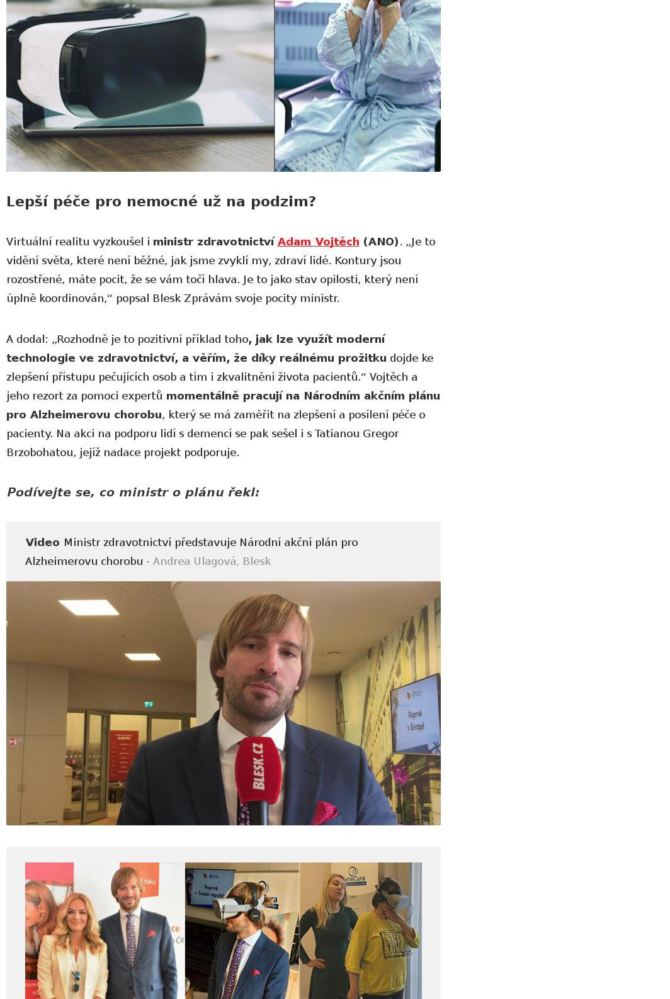 Lepší péče pro nemocné už na podzim?
Virtuální realitu vyzkoušel i ministr zdravotnictví Adam Vojtěch (ANO). „Je to
vidění světa, které není běžné, jak jsme zvyklí my, zdraví lidé. Kontury jsou
rozostřené, máte pocit, že se vám točí hlava. Je to jako stav opilosti, který není
úplně koordinován,“ popsal Blesk Zprávám svoje pocity ministr.
A dodal: „Rozhodně je to pozitivní příklad toho, jak lze využít moderní
technologie ve zdravotnictví, a věřím, že díky reálnému prožitku dojde ke
zlepšení přístupu pečujících osob a tím i zkvalitnění života pacientů.“ Vojtěch a
jeho rezort za pomoci expertů momentálně pracují na Národním akčním plánu
pro Alzheimerovu chorobu, který se má zaměřit na zlepšení a posílení péče o
pacienty. Na akci na podporu lidí s demencí se pak sešel i s Tatianou Gregor
Brzobohatou, jejíž nadace projekt podporuje.
Podívejte se, co ministr o plánu řekl:
Video Ministr zdravotnictví představuje Národní akční plán pro
Alzheimerovu chorobu - Andrea Ulagová, Blesk
Poprvé
v Evropě
BLESK.CZ
roku
Poprvé
v České republi
SeneCura
ČR